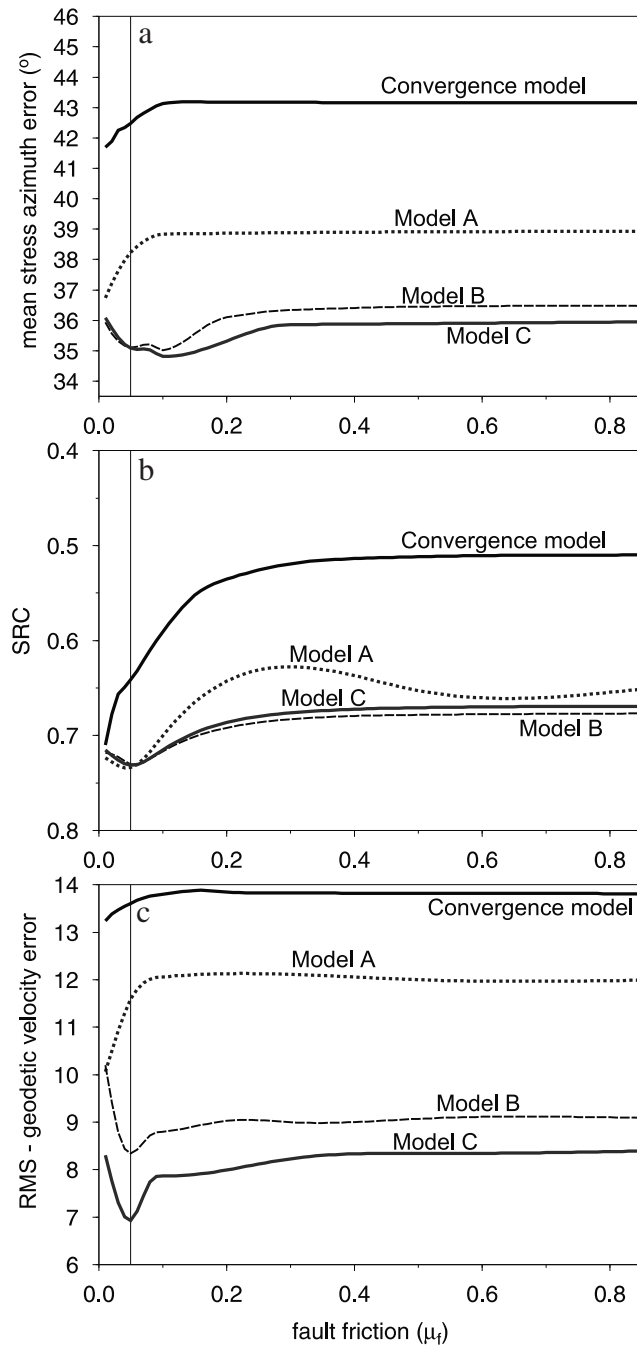 46
45
44
43
42
41
40
39
38
37
36
35
34
mean stress azimuth error (º)
a
Convergence model
Model A
Model B
Model C
0.0 0.2 0.4 0.6 0.8
0.4
0.5
0.6
0.7
0.8
SRC
b
Convergence model
Model A
Model C
Model B
0.0 0.2 0.4 0.6 0.8
14
13
12
11
10
9
8
7
6
RMS - geodetic velocity error
c
Convergence model
Model A
Model B
Model C
0.0 0.2 0.4 0.6 0.8
fault friction (μf)